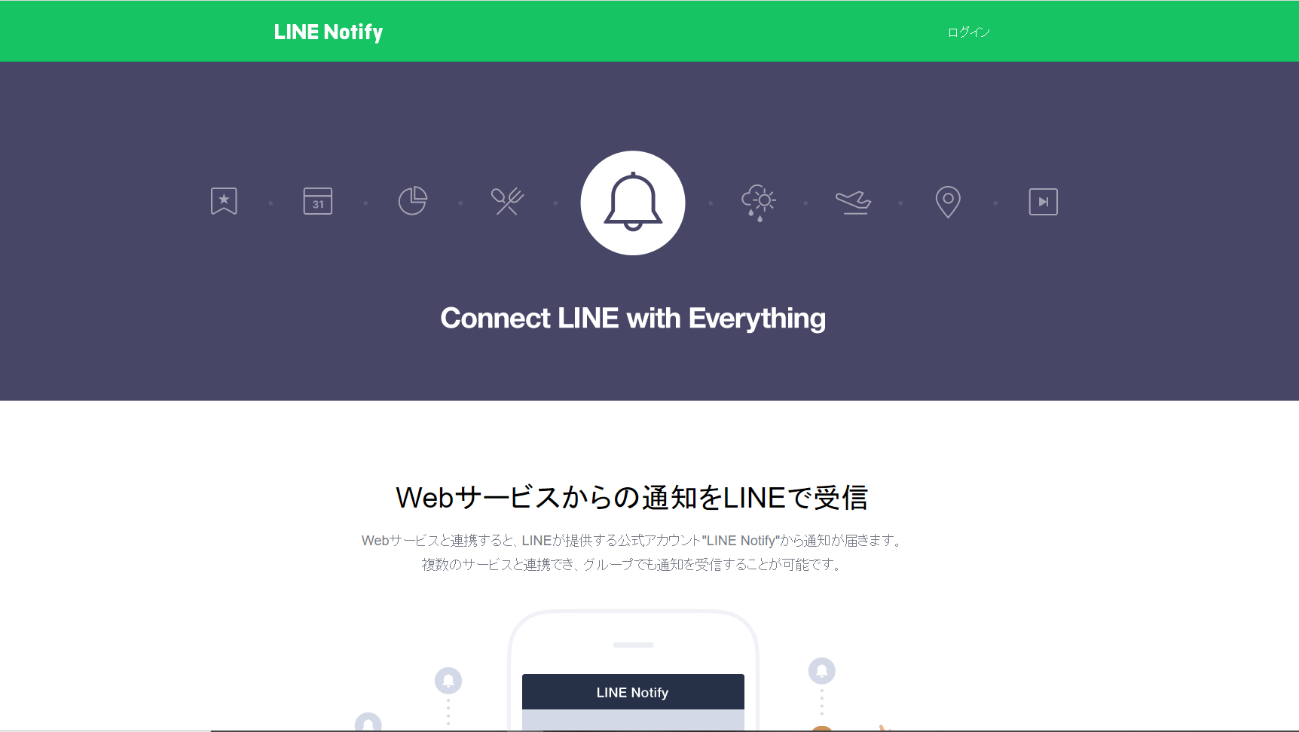 LINE Notify
ログイン
31
Connect LINE with Everything
Webサービスからの通知をLINEで受信
Webサービスと連携すると、LINEが提供する公式アカウント"LINE Notify"から通知が届きます。
複数のサービスと連携でき、グループでも通知を受信することが可能です。
LINE Notify